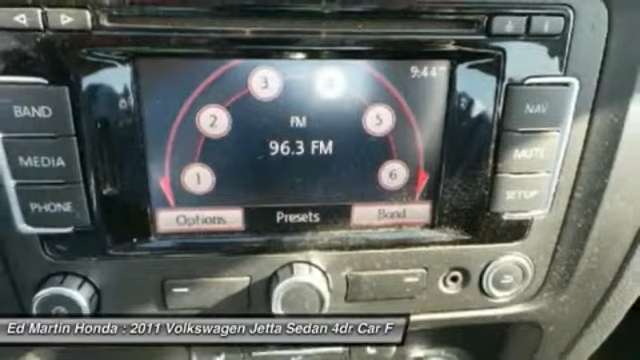 9:44
BAND
MEDIA
PHONE
NAV
MUTE
SETUP
1
2
3
5
6
FM
96.3 FM
Options
Presets
Band
Ed Martin Honda : 2011 Volkswagen Jetta Sedan 4dr Car F